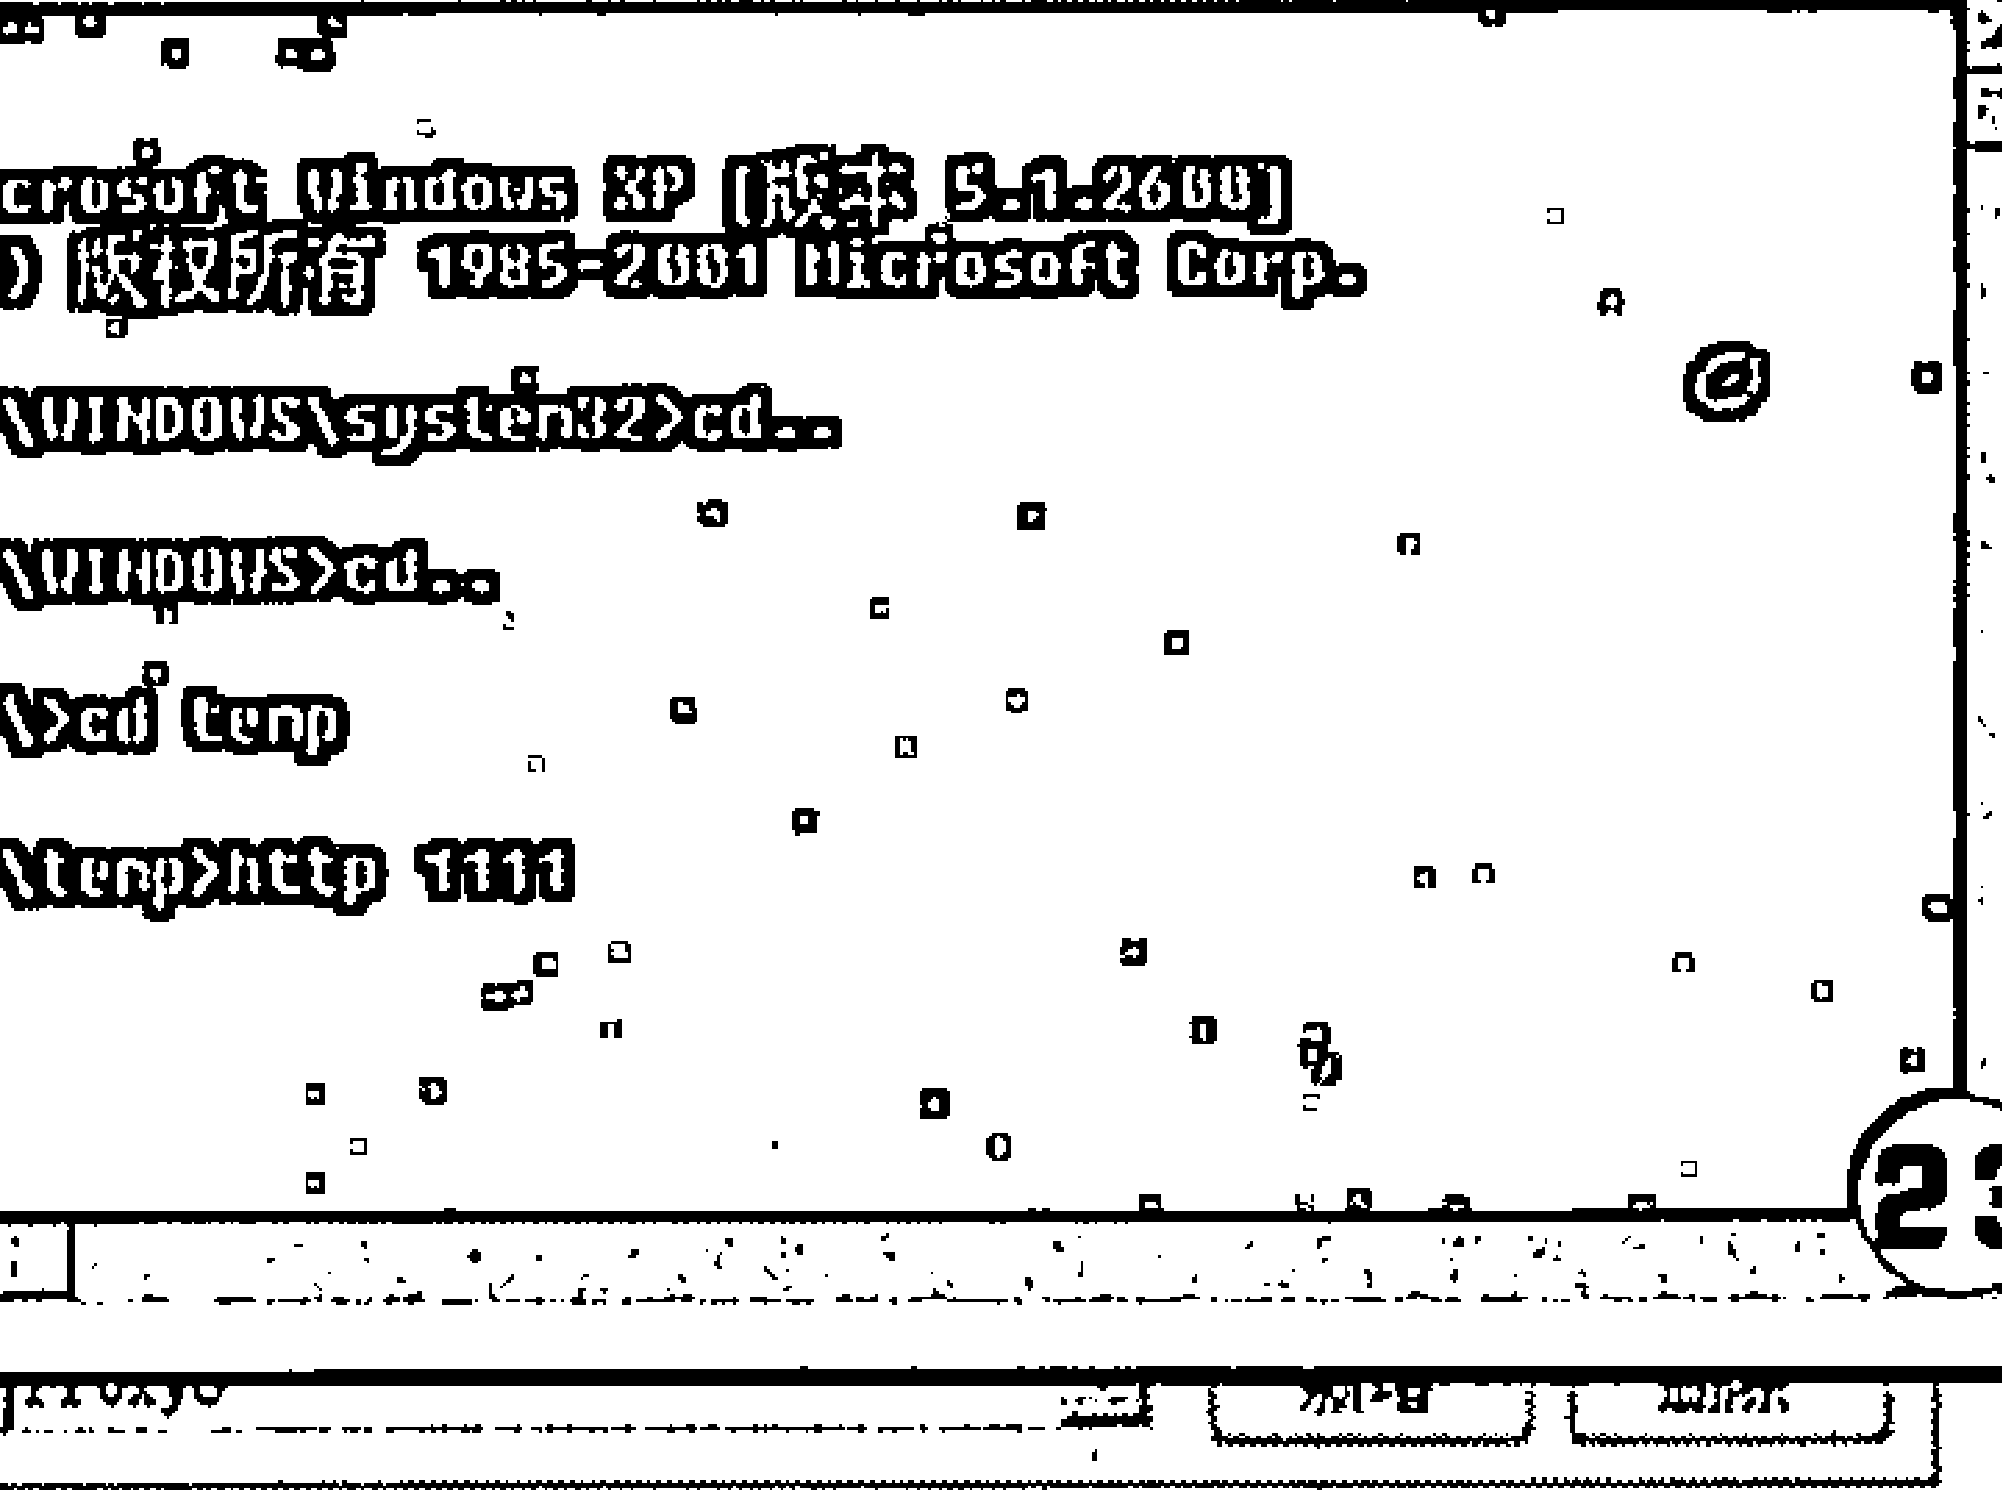 crosoft Windows XP [版本 5.1.2600]
) 版权所有 1985-2001 Microsoft Corp.
\WINDOWS\system32>cd..
\WINDOWS>cd..
\>cd temp
\temp>http 1111
23